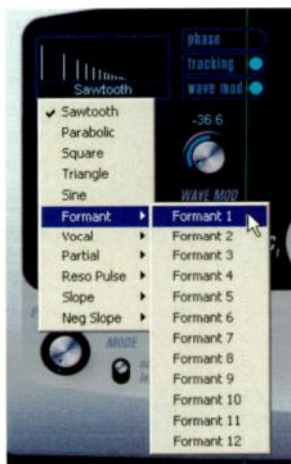 phase
tracking
wave mod
Sawtooth
-36.6
WAVE MOD
✓ Sawtooth
Parabolic
Square
Triangle
Sine
Formant
Vocal
Partial
Reso Pulse
Slope
Neg Slope
Formant 1
Formant 2
Formant 3
Formant 4
Formant 5
Formant 6
Formant 7
Formant 8
Formant 9
Formant 10
Formant 11
Formant 12
MODE